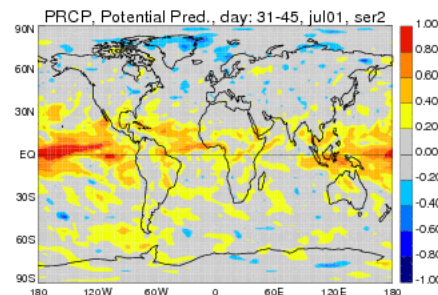 PRCP, Potential Pred., day: 31-45, jul01, ser2
90N
60N
30N
EQ
30S
60S
90S
180 120W 60W 0 60E 120E 180
1.00
0.80
0.60
0.40
0.20
0.00
-0.20
-0.40
-0.60
-0.80
-1.00